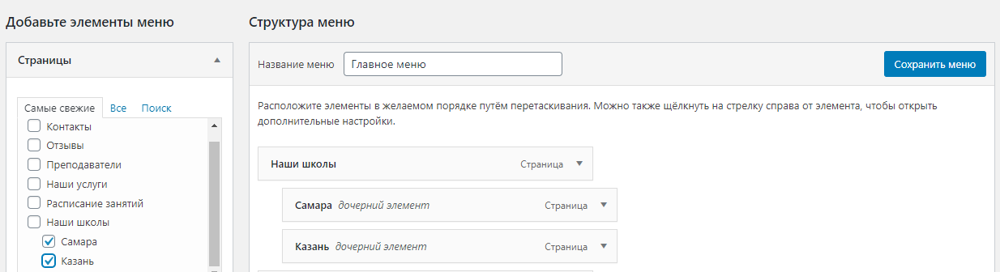 Добавьте элементы меню
Структура меню
Страницы
Название меню
Главное меню
Сохранить меню
Самые свежие
Все
Поиск
Контакты
Отзывы
Преподаватели
Наши услуги
Расписание занятий
Наши школы
Самара
Казань
Расположите элементы в желаемом порядке путём перетаскивания. Можно также щёлкнуть на стрелку справа от элемента, чтобы открыть
дополнительные настройки.
Наши школы Страница
Самара дочерний элемент Страница
Казань дочерний элемент Страница